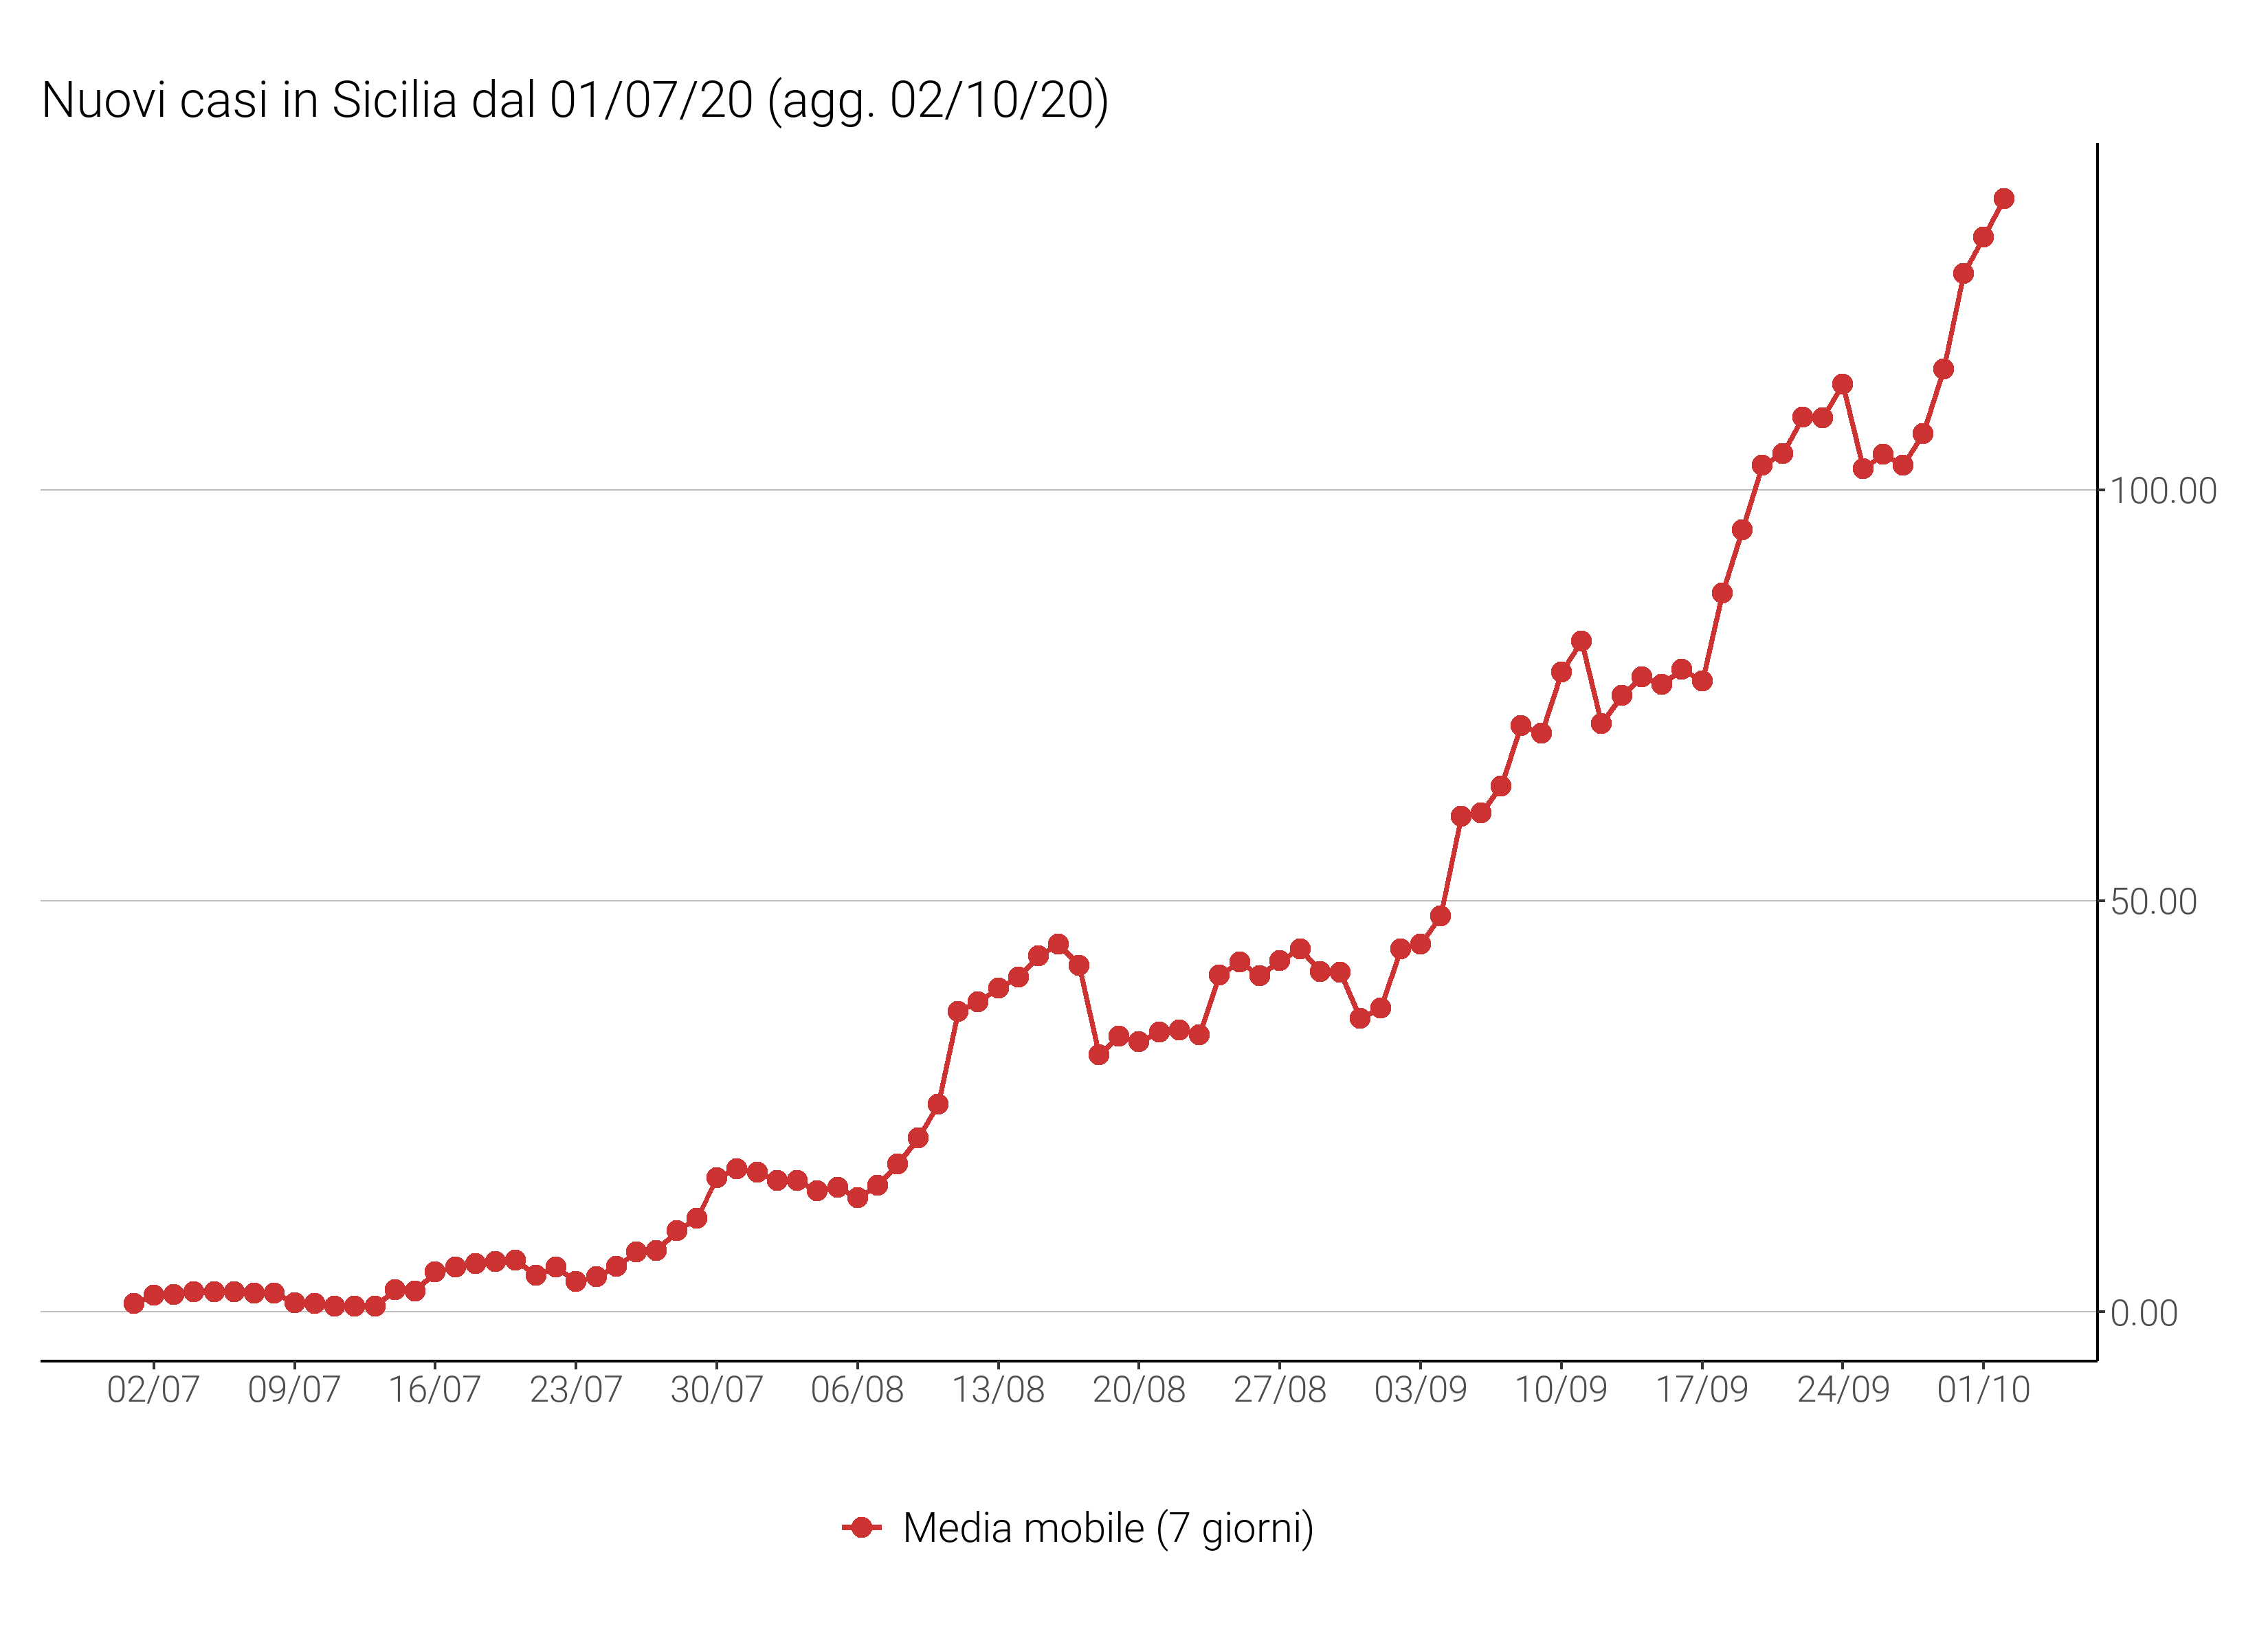 Nuovi casi in Sicilia dal 01/07/20 (agg. 02/10/20)
100.00
50.00
0.00
02/07 09/07 16/07 23/07 30/07 06/08 13/08 20/08 27/08 03/09 10/09 17/09 24/09 01/10
Media mobile (7 giorni)